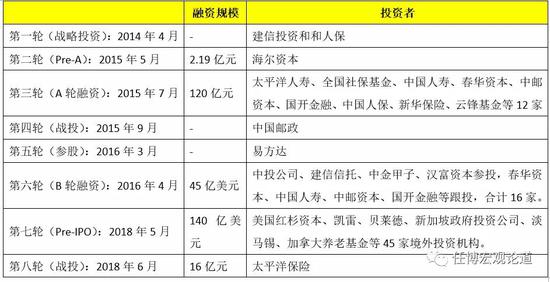 融资规模 投资者
第一轮（战略投资）：2014 年 4 月 - 建信投资和和人保
第二轮（Pre-A）：2015 年 5 月 2.19 亿元 海尔资本
第三轮（A 轮融资）：2015 年 7 月 120 亿元 太平洋人寿、全国社保基金、中国人寿、春华资本、中邮
资本、国开金融、中国人保、新华保险、云锋基金等 12 家
第四轮（战投）：2015 年 9 月 - 中国邮政
第五轮（参股）：2016 年 3 月 - 易方达
第六轮（B 轮融资）：2016 年 4 月 45 亿美元 中投公司、建信信托、中金甲子、汉富资本参投，春华资
本、中国人寿、中邮资本、国开金融等跟投，合计 16 家。
第七轮（Pre-IPO）：2018 年 5 月 140 亿美
元 美国红杉资本、凯雷、贝莱德、新加坡政府投资公司、淡
马锡、加拿大养老基金等 45 家境外投资机构。
第八轮（战投）：2018 年 6 月 16 亿元 太平洋保险
任博宏观论道